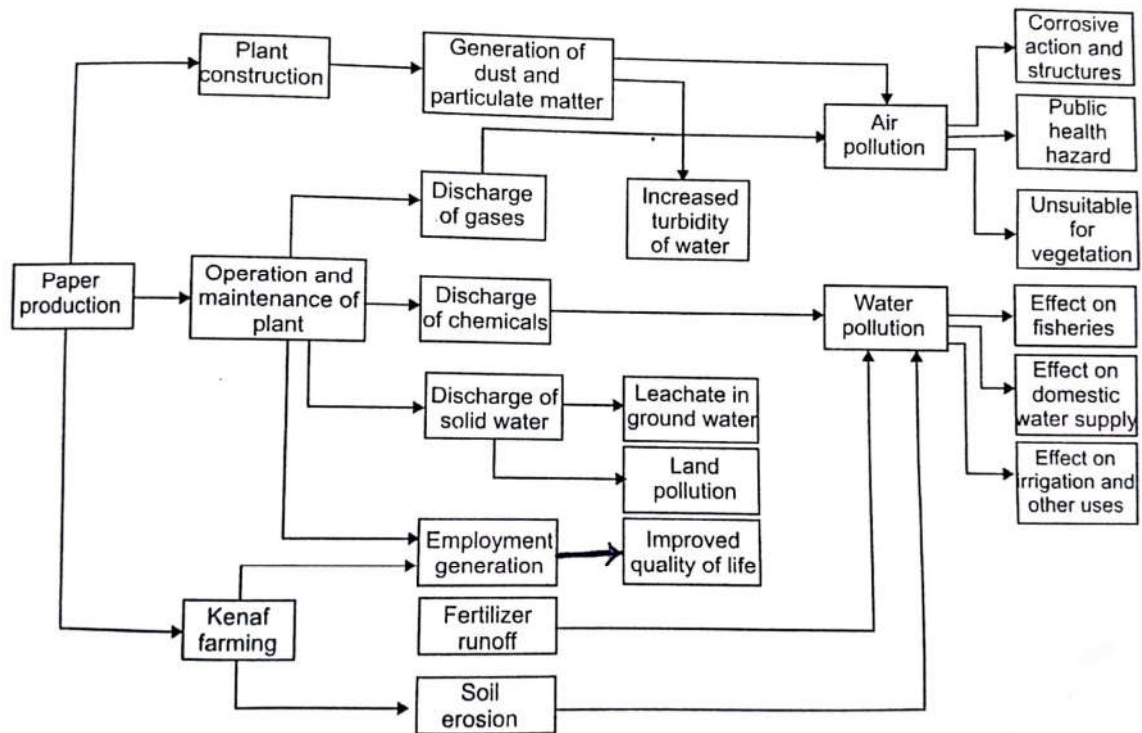 Plant
construction
Generation of
dust and
particulate matter
Corrosive
action and
structures
Air
pollution
Public
health
hazard
Discharge
of gases
Increased
turbidity
of water
Unsuitable
for
vegetation
Paper
production
Operation and
maintenance of
plant
Discharge
of chemicals
Water
pollution
Effect on
fisheries
Effect on
domestic
water supply
Discharge of
solid water
Leachate in
ground water
Land
pollution
Effect on
irrigation and
other uses
Employment
generation
Improved
quality of life
Kenaf
farming
Fertilizer
runoff
Soil
erosion